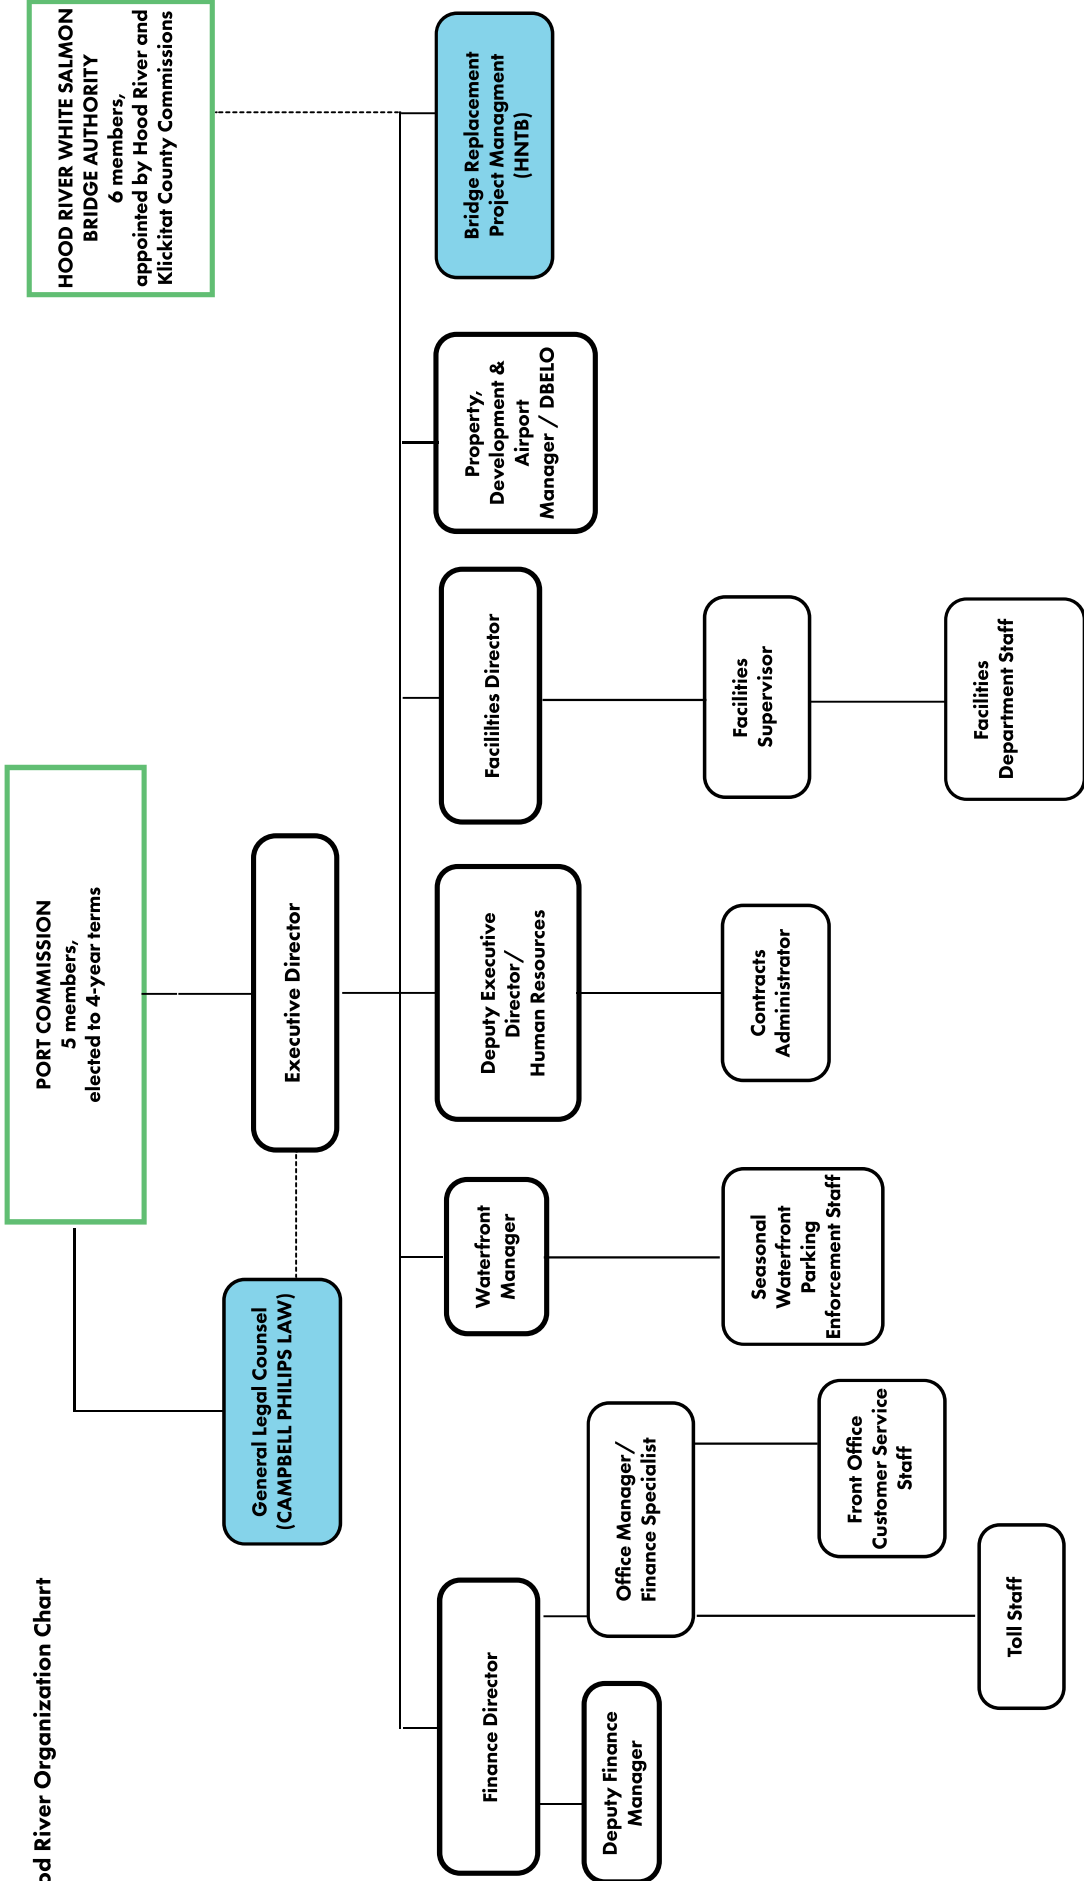 od River Organization Chart
PORT COMMISSION
5 members,
elected to 4-year terms
HOOD RIVER WHITE SALMON
BRIDGE AUTHORITY
6 members,
appointed by Hood River and
Klickitat County Commissions
General Legal Counsel
(CAMPBELL PHILIPS LAW)
Executive Director
Finance Director
Waterfront
Manager
Deputy Executive
Director/
Human Resources
Facililties Director
Property,
Development &
Airport
Manager / DBELO
Bridge Replacement
Project Managment
(HNTB)
Deputy Finance
Manager
Office Manager/
Finance Specialist
Seasonal
Waterfront
Parking
Enforcement Staff
Contracts
Administrator
Facilities
Supervisor
Front Office
Customer Service
Staff
Toll Staff
Facilities
Department Staff